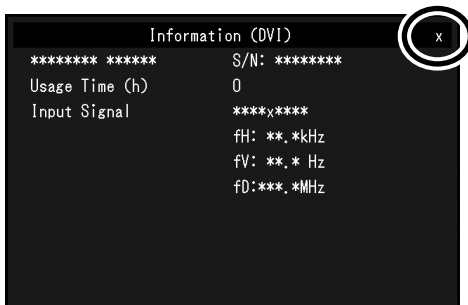 Information (DVI) x
******** ****** S/N: ********
Usage Time (h) 0
Input Signal ****x****
fH: **.*kHz
fV: **.* Hz
fD:***.*MHz